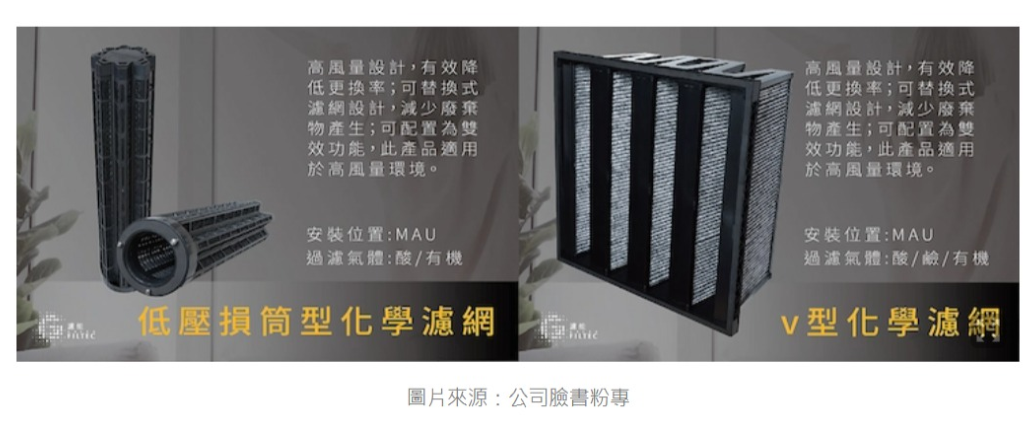 高風量設計，有效降
低更換率；可替換式
濾網設計，減少廢棄
物產生；可配置為雙
效功能，此產品適用
於高風量環境。
安裝位置:MAU
過濾氣體:酸/有機
濾能
FILTEC
低壓損筒型化學濾網
高風量設計，有效降
低更換率；可替換式
濾網設計，減少廢棄
物產生；可配置為雙
效功能，此產品適用
於高風量環境。
安裝位置:MAU
過濾氣體:酸/鹼/有機
濾能
FILTEC
v型化學濾網
圖片來源：公司臉書粉專